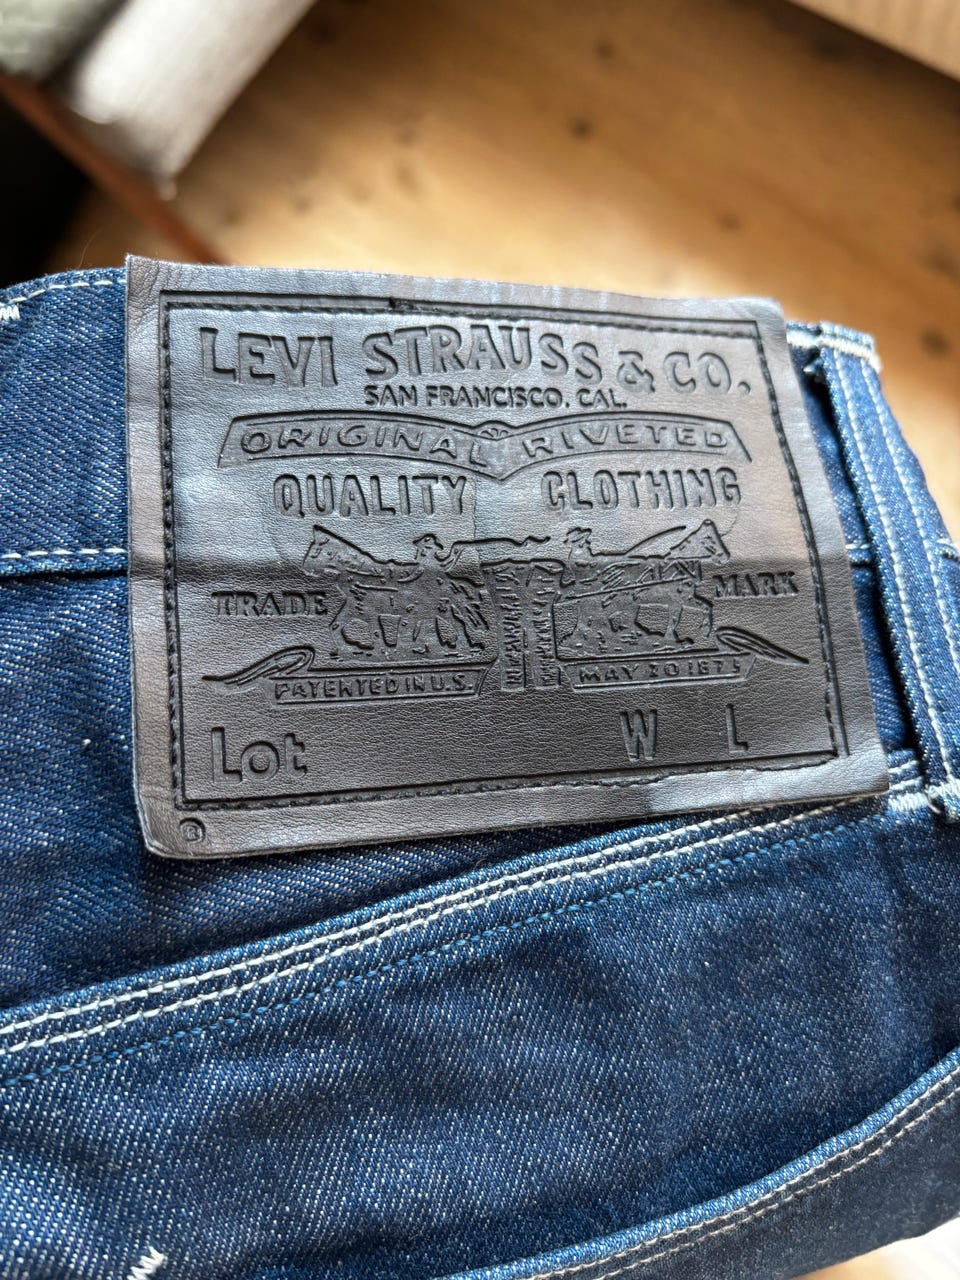 LEVI STRAUSS & CO.
SAN FRANCISCO, CAL.
ORIGINAL RIVETED
QUALITY CLOTHING
TRADE MARK
PATENTED IN U.S. MAY 20 1873
Lot W L
®